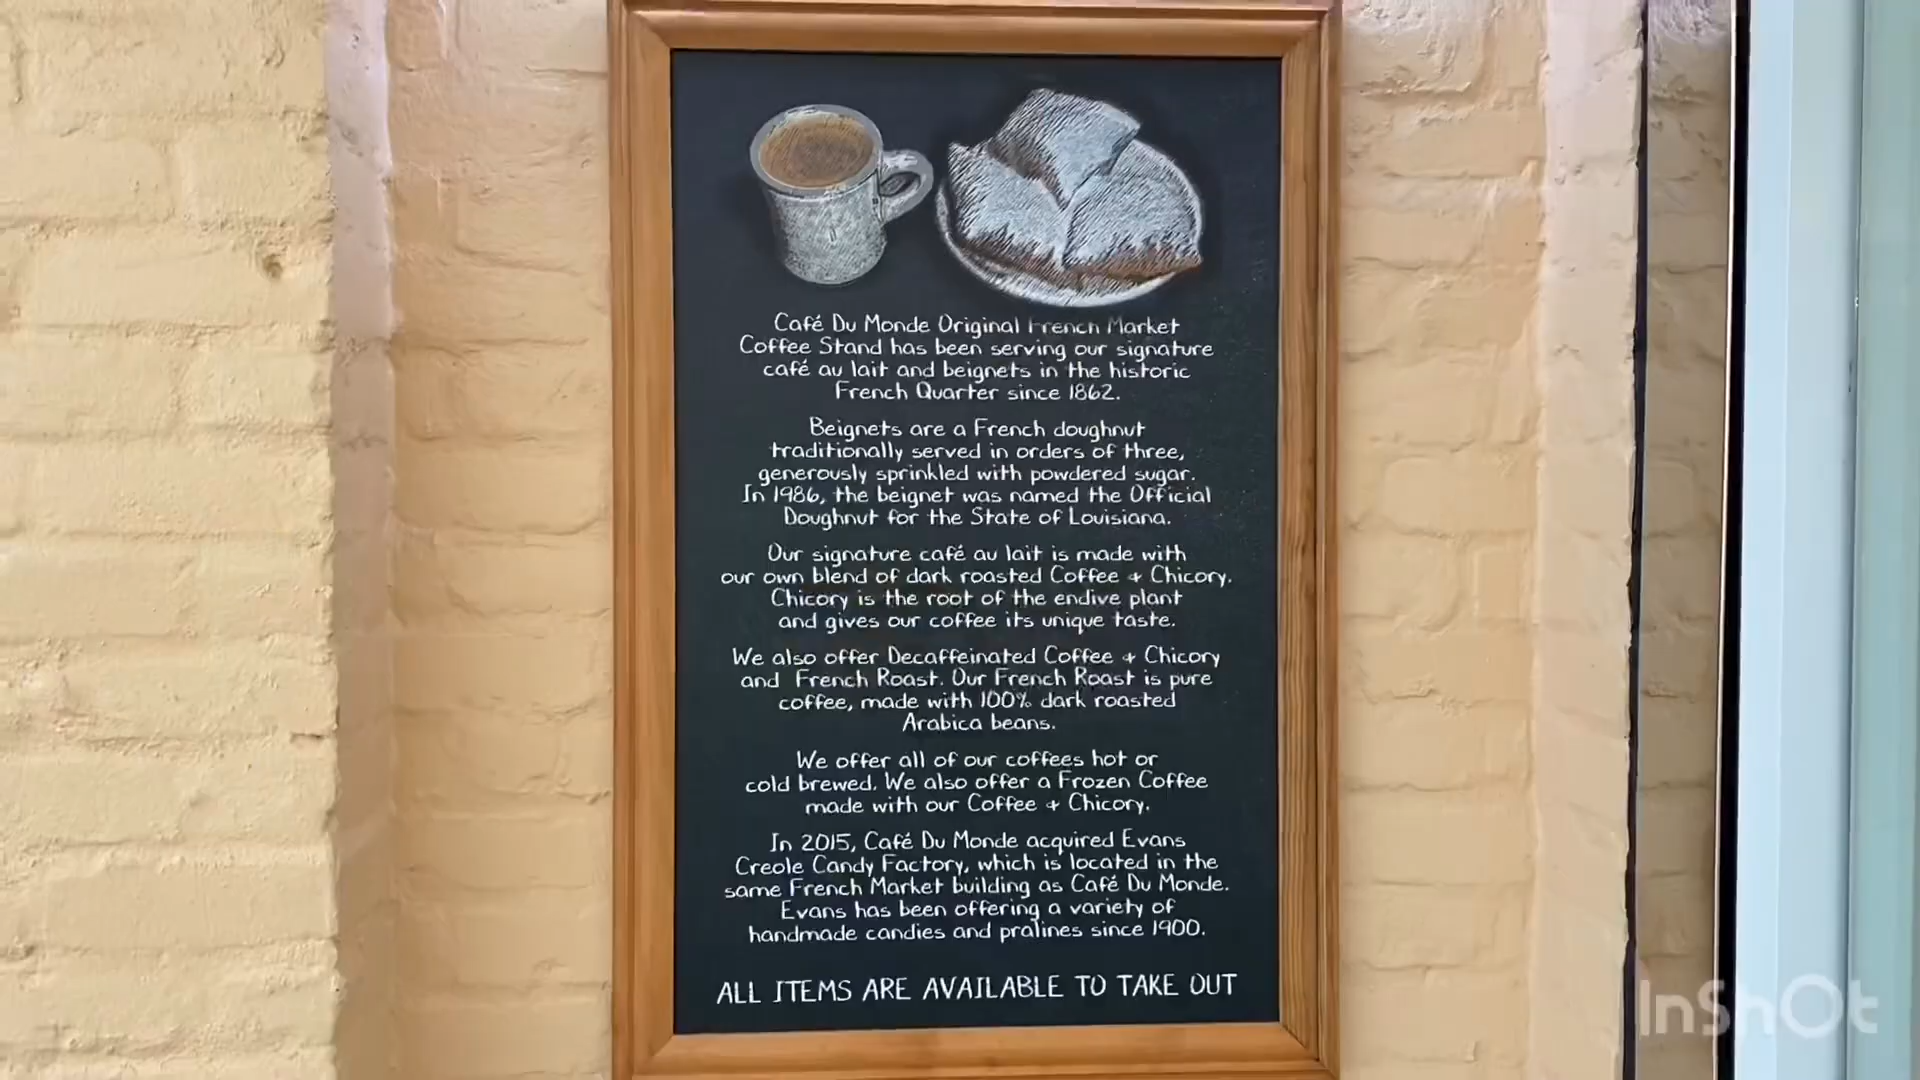 Café Du Monde Original French Market
Coffee Stand has been serving our signature
café au lait and beignets in the historic
French Quarter since 1862.
Beignets are a French doughnut
traditionally served in orders of three,
generously sprinkled with powdered sugar.
In 1986, the beignet was named the Official
Doughnut for the State of Louisiana.
Our signature café au lait is made with
our own blend of dark roasted Coffee + Chicory.
Chicory is the root of the endive plant
and gives our coffee its unique taste.
We also offer Decaffeinated Coffee + Chicory
and French Roast. Our French Roast is pure
coffee, made with 100% dark roasted
Arabica beans.
We offer all of our coffees hot or
cold brewed. We also offer a Frozen Coffee
made with our Coffee + Chicory.
In 2015, Café Du Monde acquired Evans
Creole Candy Factory, which is located in the
same French Market building as Café Du Monde.
Evans has been offering a variety of
handmade candies and pralines since 1900.
ALL ITEMS ARE AVAILABLE TO TAKE OUT
InShOt